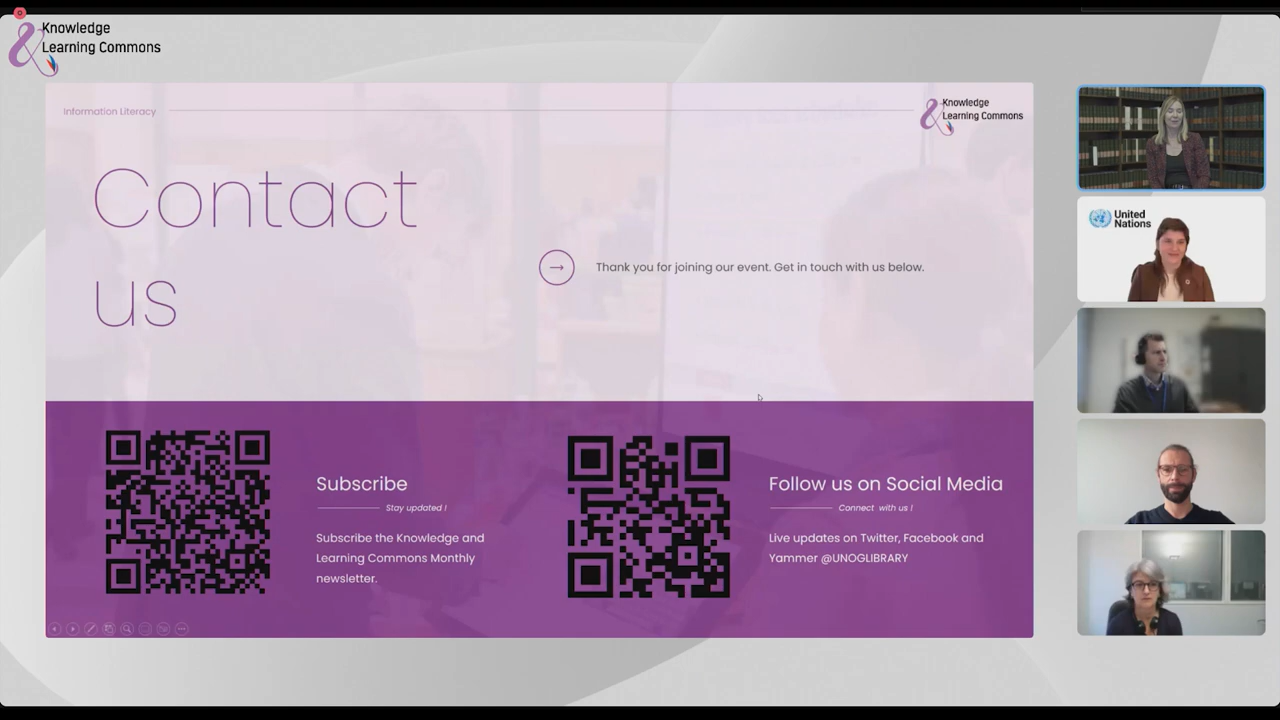 Knowledge
Learning Commons
Information Literacy
Knowledge
Learning Commons
Contact
us
Thank you for joining our event. Get in touch with us below.
Subscribe
Stay updated !
Subscribe the Knowledge and
Learning Commons Monthly
newsletter.
Follow us on Social Media
Connect with us !
Live updates on Twitter, Facebook and
Yammer @UNOGLIBRARY
United
Nations